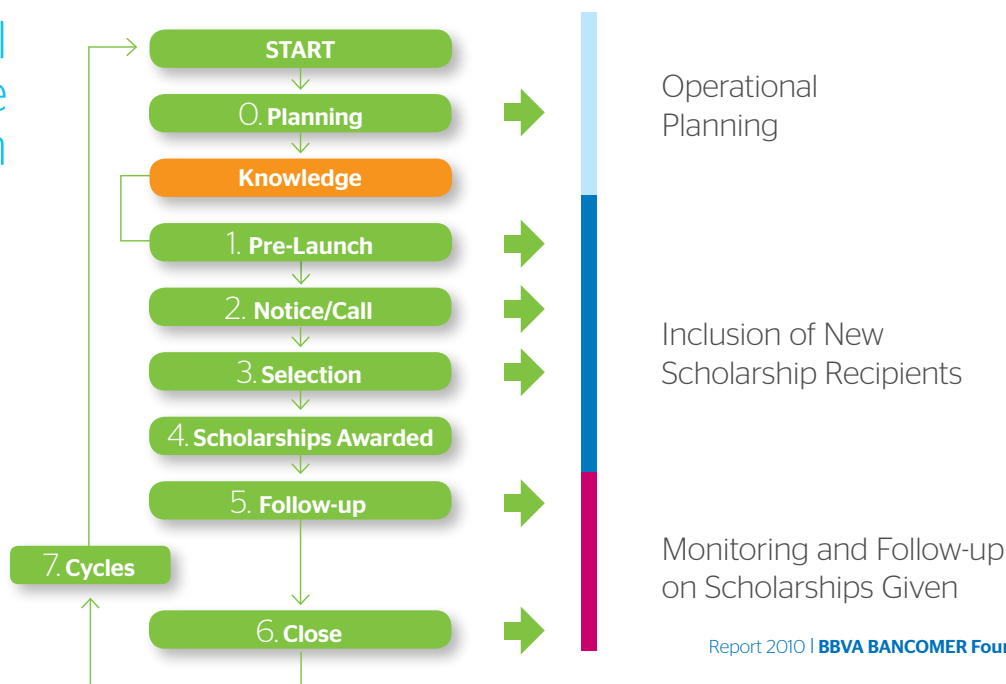 START
0. Planning
Knowledge
1. Pre-Launch
2. Notice/Call
3. Selection
4. Scholarships Awarded
5. Follow-up
7. Cycles
6. Close
Operational
Planning
Inclusion of New
Scholarship Recipients
Monitoring and Follow-up
on Scholarships Given
Report 2010 | BBVA BANCOMER